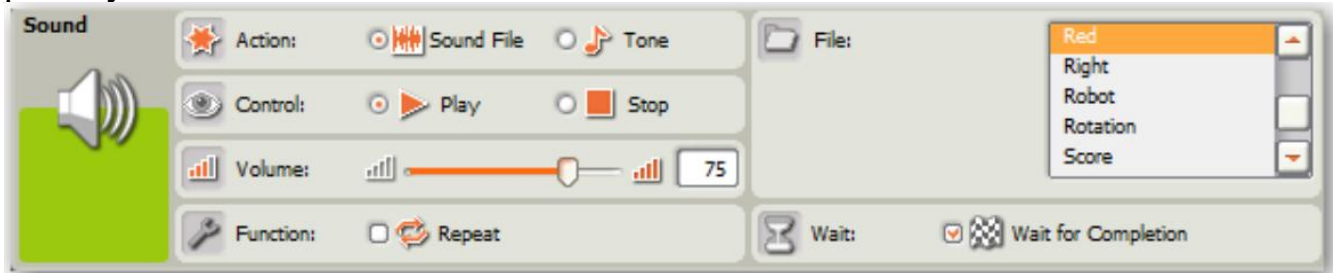 Sound
Action: Sound File Tone
Control: Play Stop
Volume: 75
Function: Repeat
File: Red
Right
Robot
Rotation
Score
Wait: Wait for Completion